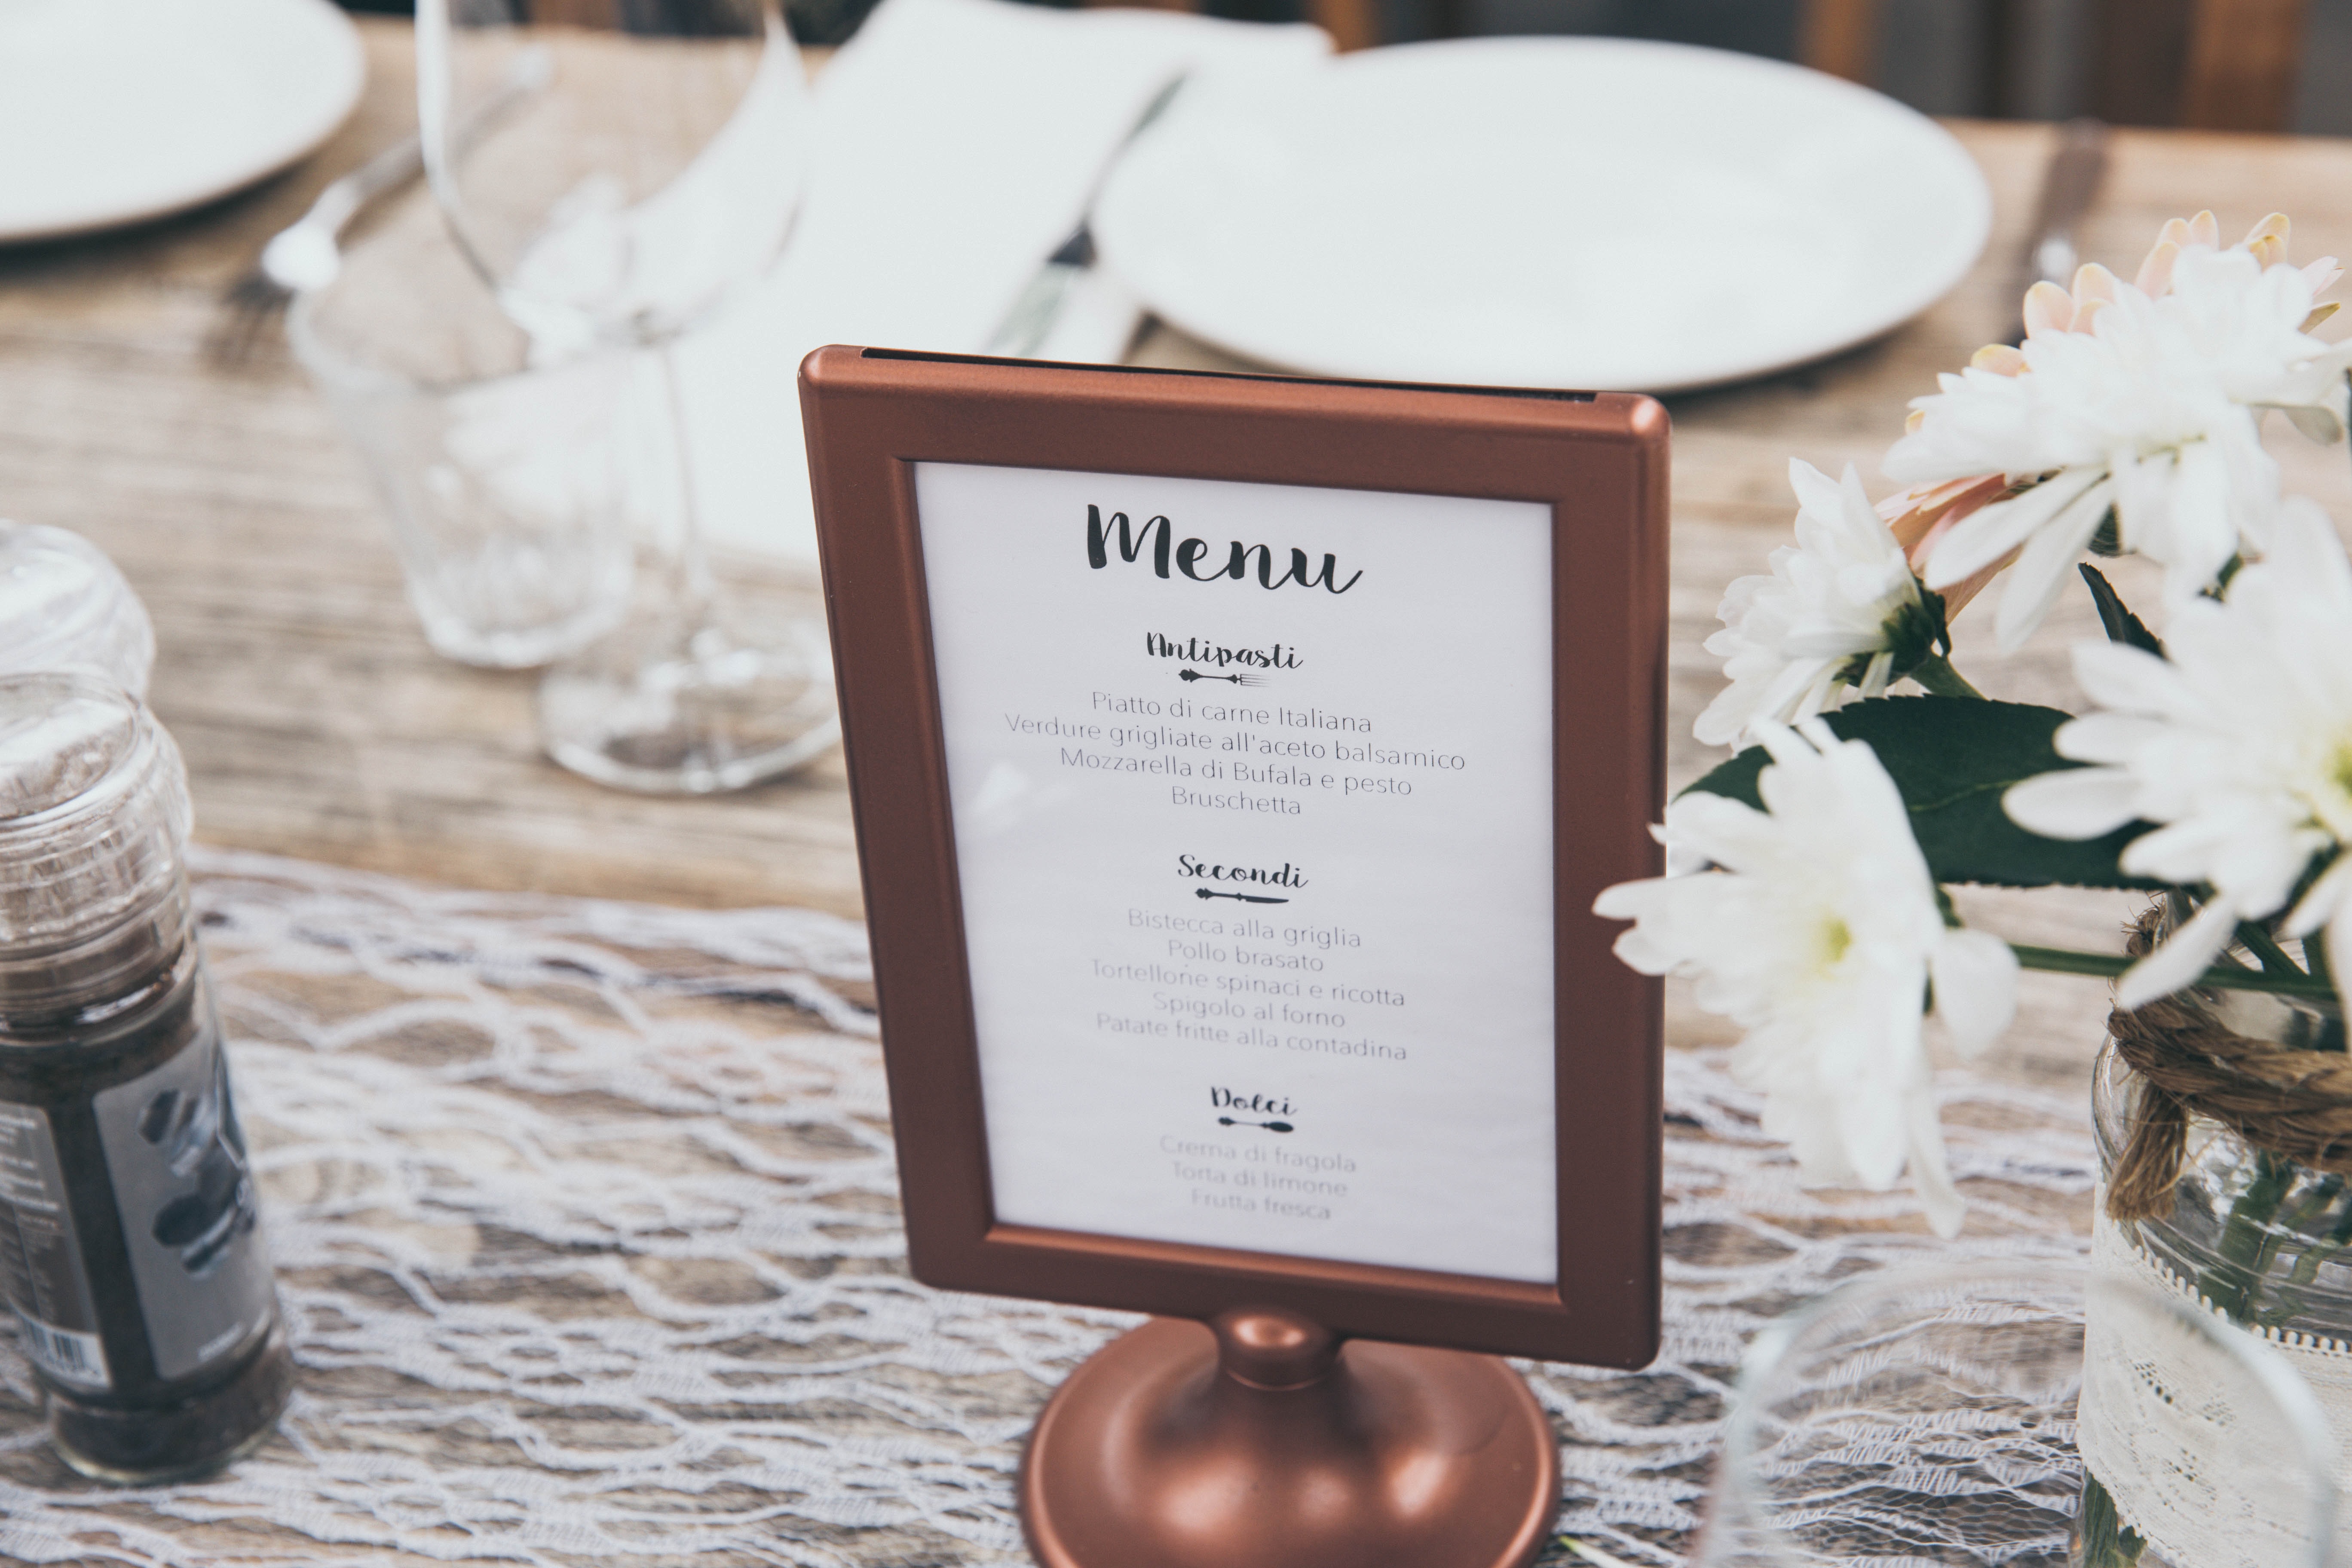 Menu
Antipasti
Piatto di carne Italiana
Verdure grigliate all'aceto balsamico
Mozzarella di Bufala e pesto
Bruschetta
Secondi
Bistecca alla griglia
Pollo brasato
Tortellone spinaci e ricotta
Spigolo al forno
Patate fritte alla contadina
Dolci
Crema di fragola
Torta di limone
Frutta fresca